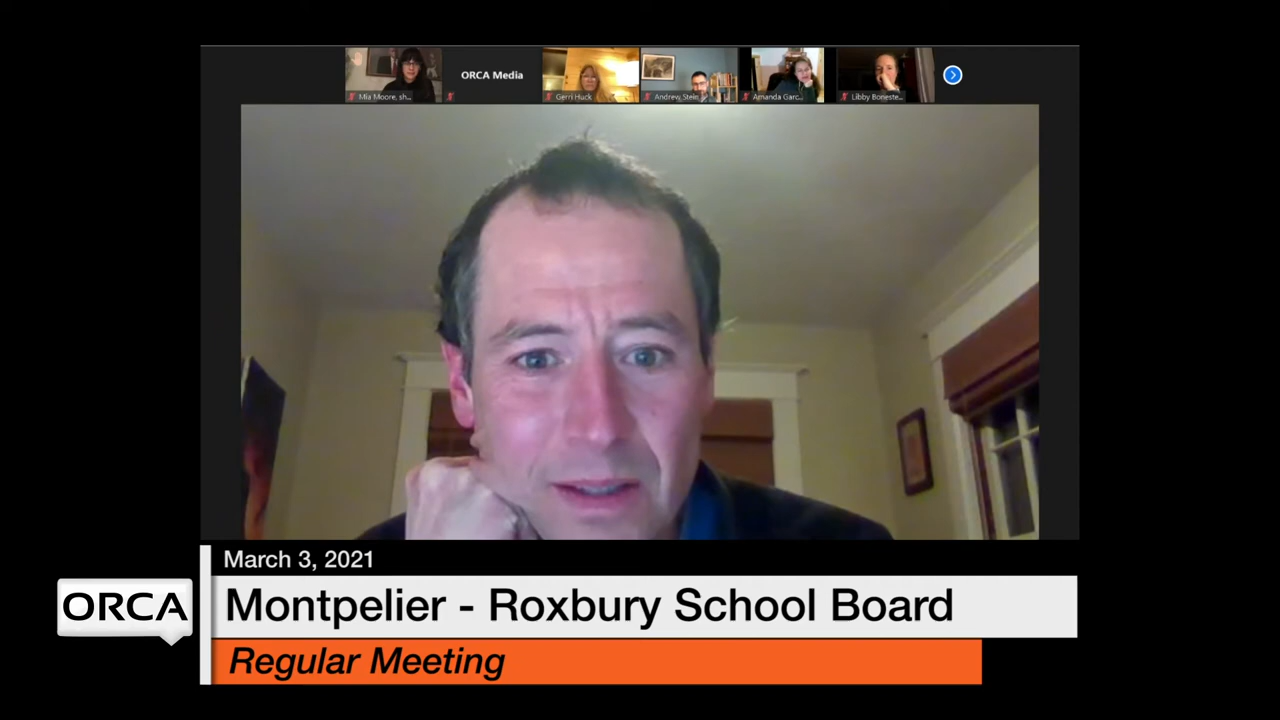 ORCA Media
Mia Moore, sh...
Gerri Huck
Andrew Stein
Amanda Garc...
Libby Boneste...
March 3, 2021
ORCA
Montpelier - Roxbury School Board
Regular Meeting